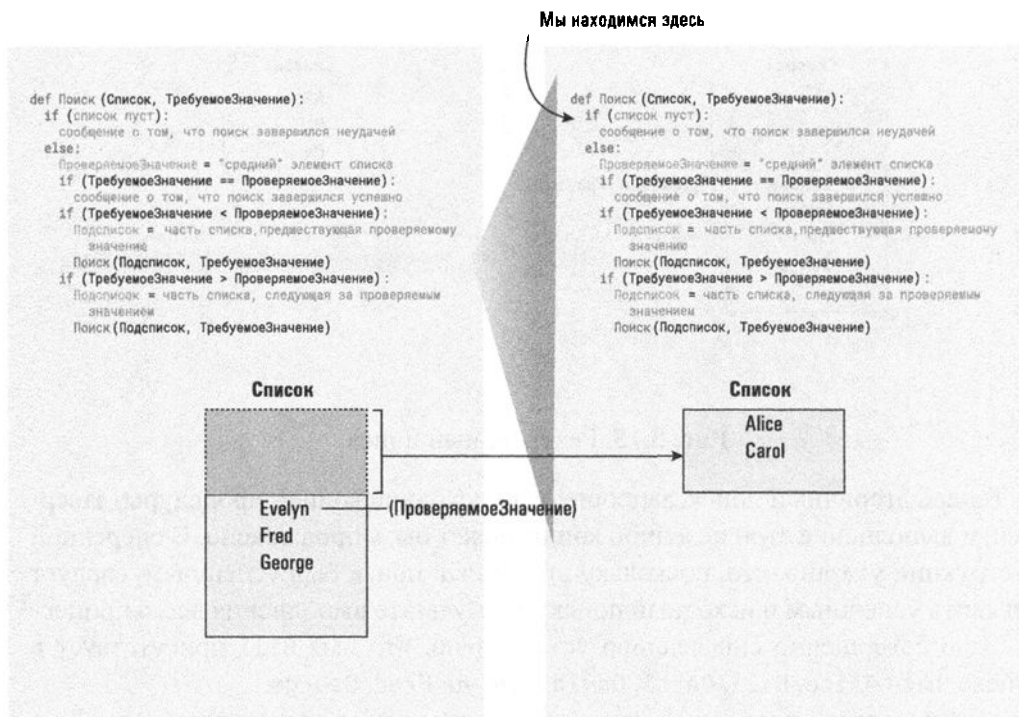 Мы находимся здесь
def Поиск (Список, ТребуемоеЗначение):
if (список пуст):
сообщение о том, что поиск завершился неудачей
else:
ПроверяемоеЗначение = "средний" элемент списка
if (ТребуемоеЗначение == ПроверяемоеЗначение):
сообщение о том, что поиск завершился успешно
if (ТребуемоеЗначение < ПроверяемоеЗначение):
Подсписок = часть списка,предшествующая проверяемому
значению
Поиск (Подсписок, ТребуемоеЗначение)
if (ТребуемоеЗначение > ПроверяемоеЗначение) :
Подсписок = часть списка, следующая за проверяемым
значением
Поиск (Подсписок, ТребуемоеЗначение)
def Поиск (Список, ТребуемоеЗначение):
if (список пуст):
сообщение о том, что поиск завершился неудачей
else:
ПроверяемоеЗначение = "средний" элемент списка
if (ТребуемоеЗначение == ПроверяемоеЗначение):
сообщение о том, что поиск завершился успешно
if (ТребуемоеЗначение < ПроверяемоеЗначение):
Подсписок = часть списка,предшествующая проверяемому
значению
Поиск (Подсписок, ТребуемоеЗначение)
if (ТребуемоеЗначение > ПроверяемоеЗначение) :
Подсписок = часть списка, следующая за проверяемым
значением
Поиск (Подсписок, ТребуемоеЗначение)
Список
Evelyn
(ПроверяемоеЗначение)
Fred
George
Список
Alice
Carol